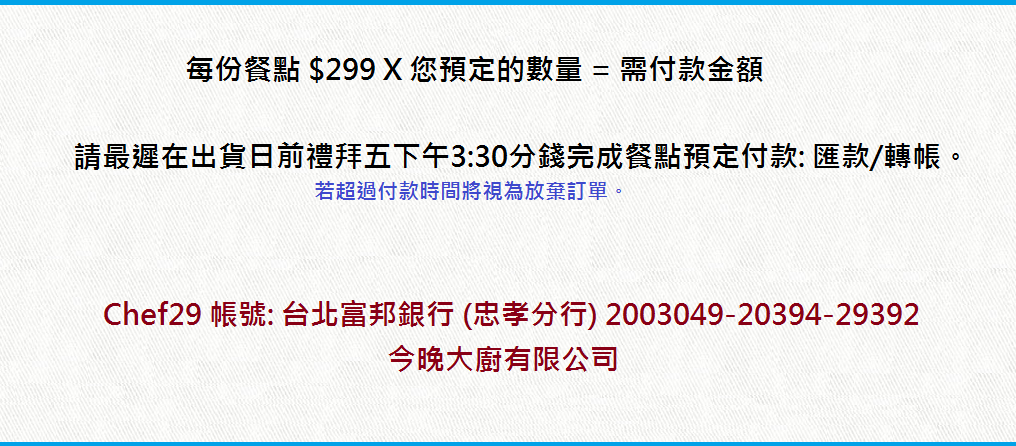 每份餐點 $299 X 您預定的數量 = 需付款金額
請最遲在出貨日前禮拜五下午3:30分錢完成餐點預定付款: 匯款/轉帳。
若超過付款時間將視為放棄訂單。
Chef29 帳號: 台北富邦銀行 (忠孝分行) 2003049-20394-29392
今晚大廚有限公司